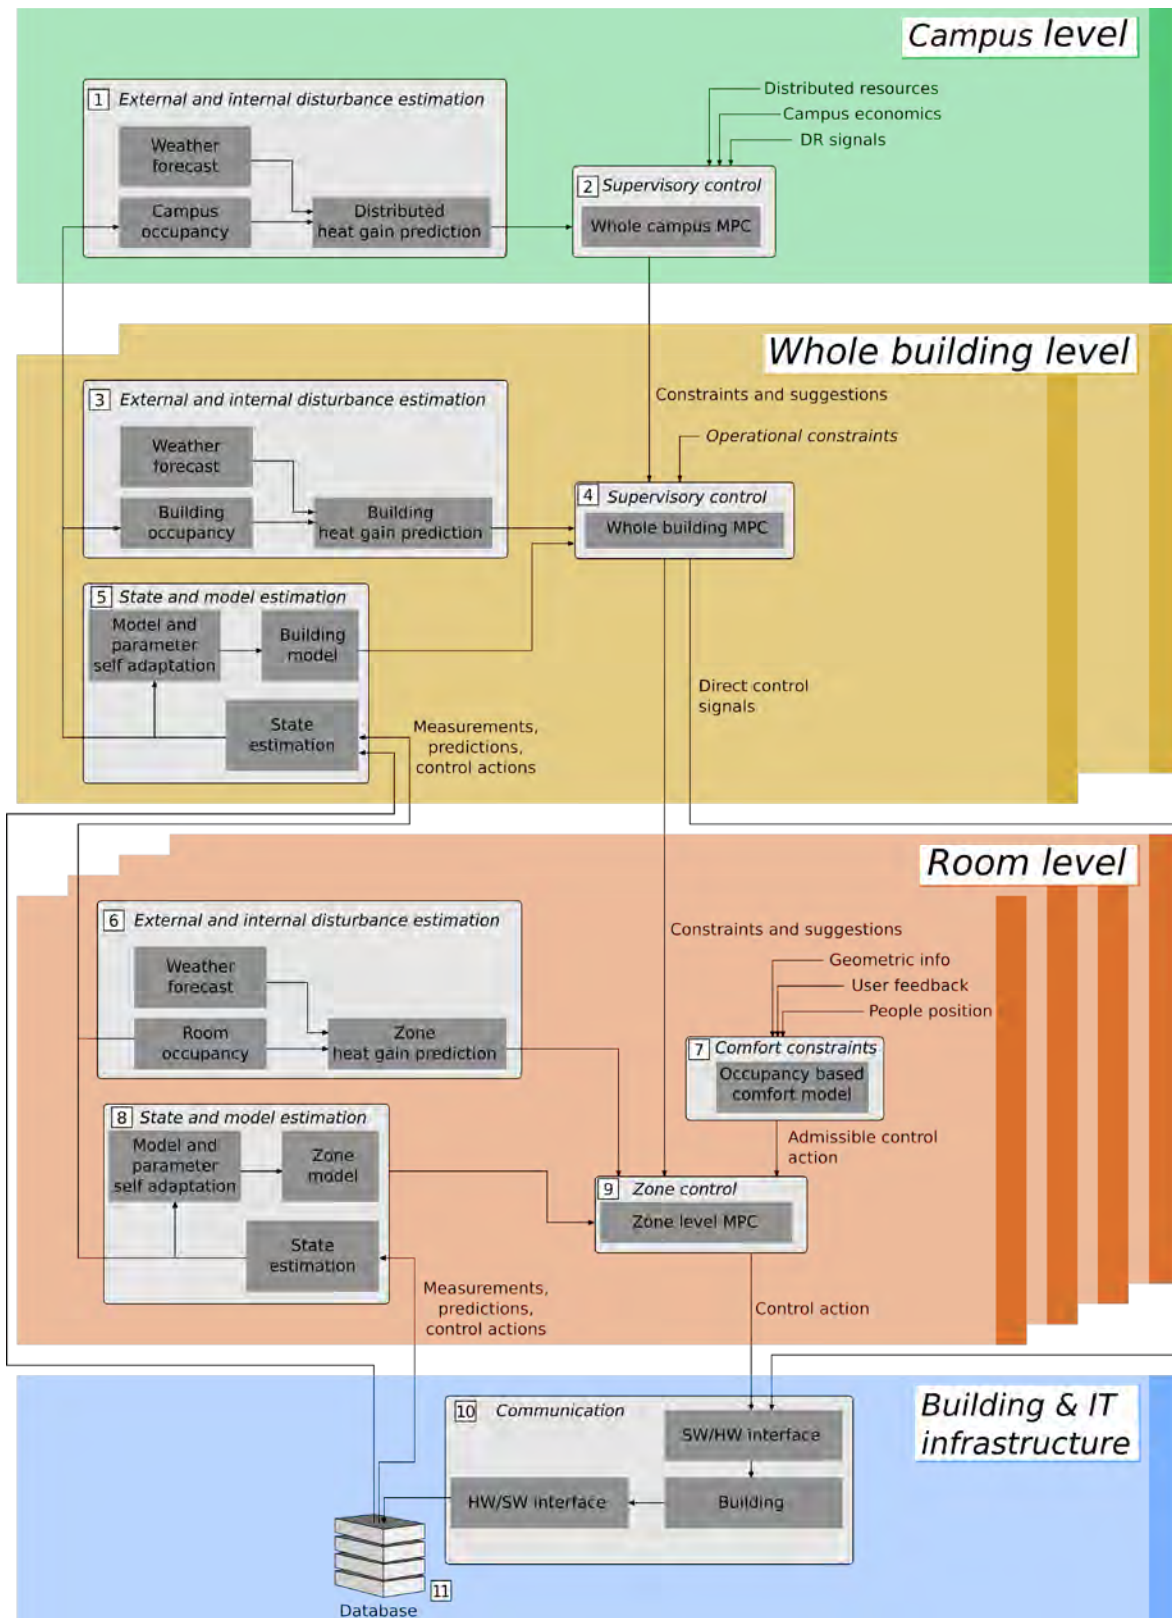 Campus level
1 External and internal disturbance estimation
Weather
forecast
Campus
occupancy
Distributed
heat gain prediction
Distributed resources
Campus economics
DR signals
2 Supervisory control
Whole campus MPC
Whole building level
3 External and internal disturbance estimation
Weather
forecast
Building
occupancy
Building
heat gain prediction
Constraints and suggestions
Operational constraints
4 Supervisory control
Whole building MPC
5 State and model estimation
Model and
parameter
self adaptation
Building
model
State
estimation
Measurements,
predictions,
control actions
Direct control
signals
Room level
6 External and internal disturbance estimation
Weather
forecast
Room
occupancy
Zone
heat gain prediction
Constraints and suggestions
Geometric info
User feedback
People position
7 Comfort constraints
Occupancy based
comfort model
Admissible control
action
8 State and model estimation
Model and
parameter
self adaptation
Zone
model
State
estimation
9 Zone control
Zone level MPC
Measurements,
predictions,
control actions
Control action
Building & IT
infrastructure
10 Communication
SW/HW interface
HW/SW interface
Building
11
Database